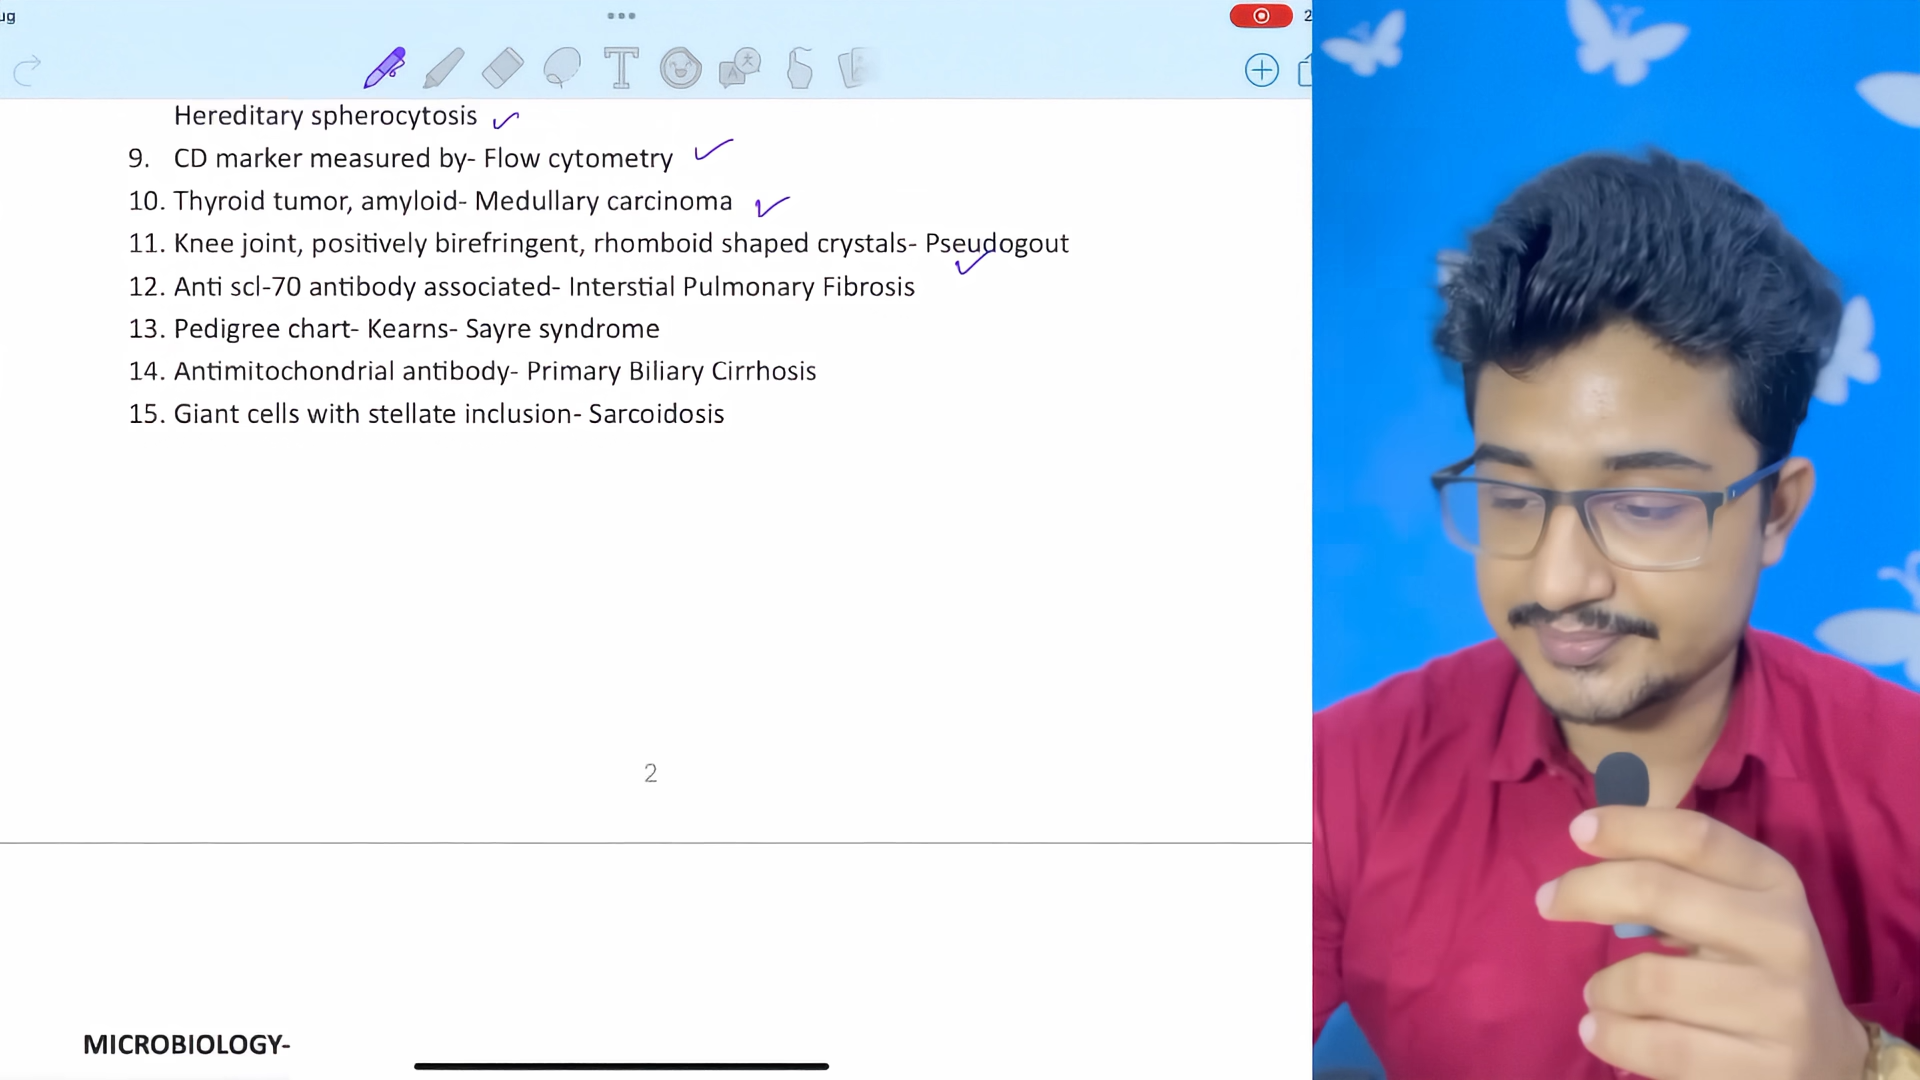 ug
2
Hereditary spherocytosis
9. CD marker measured by- Flow cytometry
10. Thyroid tumor, amyloid- Medullary carcinoma
11. Knee joint, positively birefringent, rhomboid shaped crystals- Pseudogout
12. Anti scl-70 antibody associated- Interstial Pulmonary Fibrosis
13. Pedigree chart- Kearns- Sayre syndrome
14. Antimitochondrial antibody- Primary Biliary Cirrhosis
15. Giant cells with stellate inclusion- Sarcoidosis
2
MICROBIOLOGY-